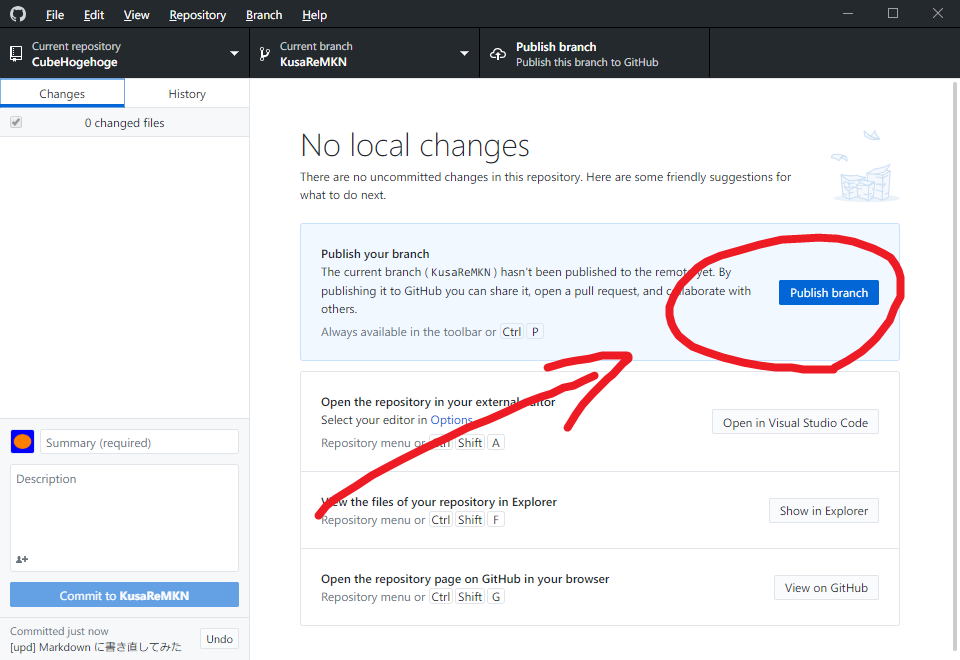 File Edit View Repository Branch Help
Current repository
CubeHogehoge
Current branch
KusaReMKN
Publish branch
Publish this branch to GitHub
Changes History
0 changed files
No local changes
There are no uncommitted changes in this repository. Here are some friendly suggestions for
what to do next.
Publish your branch
The current branch (KusaReMKN) hasn't been published to the remote yet. By
publishing it to GitHub you can share it, open a pull request, and collaborate with
others.
Always available in the toolbar or Ctrl P
Publish branch
Open the repository in your external editor
Select your editor in Options
Repository menu or Ctrl Shift A
Open in Visual Studio Code
View the files of your repository in Explorer
Repository menu or Ctrl Shift F
Show in Explorer
Open the repository page on GitHub in your browser
Repository menu or Ctrl Shift G
View on GitHub
Summary (required)
Description
Commit to KusaReMKN
Committed just now
[upd] Markdown に書き直してみた
Undo